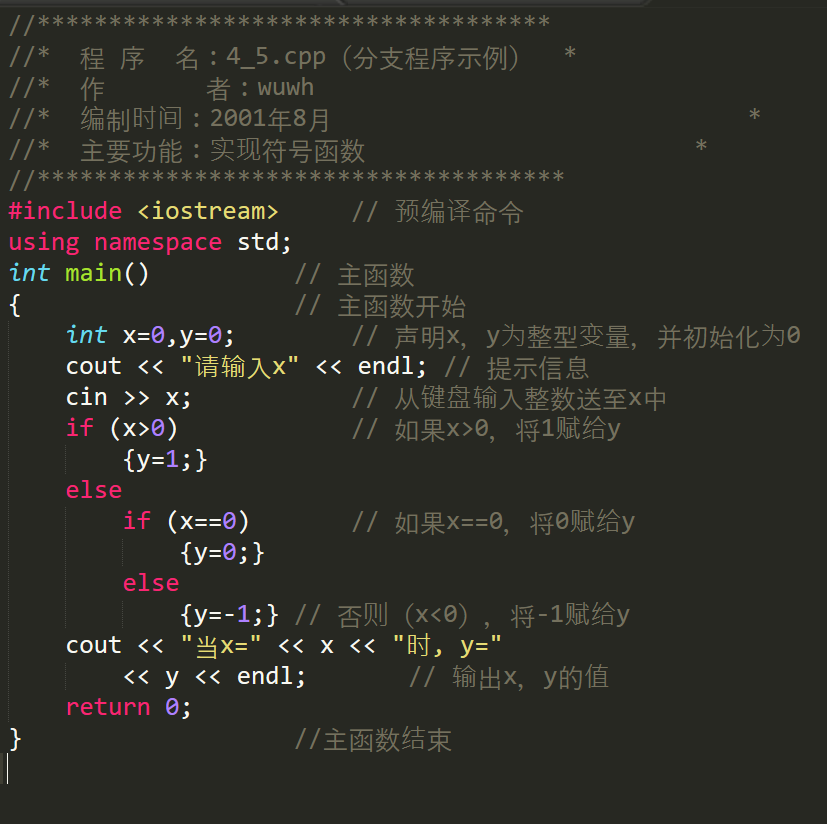 //************************************
//*  程 序  名：4_5.cpp（分支程序示例）  *
//*  作       者：wuwh
//*  编制时间：2001年8月                             *
//*  主要功能：实现符号函数                       *
//*************************************
#include <iostream>     // 预编译命令
using namespace std;
int main()          // 主函数
{                   // 主函数开始
    int x=0,y=0;        // 声明x，y为整型变量，并初始化为0
    cout << "请输入x" << endl; // 提示信息
    cin >> x;           // 从键盘输入整数送至x中
    if (x>0)            // 如果x>0，将1赋给y
        {y=1;}
    else
        if (x==0)       // 如果x==0，将0赋给y
            {y=0;}
        else
            {y=-1;} // 否则（x<0），将-1赋给y
    cout << "当x=" << x << "时, y="
        << y << endl;       // 输出x，y的值
    return 0;
}                   //主函数结束